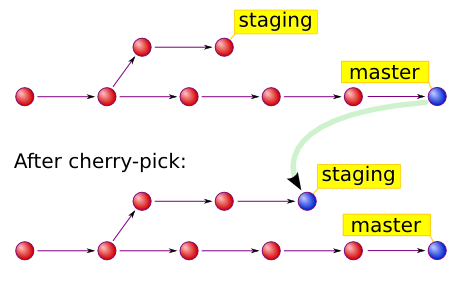 staging
master
After cherry-pick:
staging
master